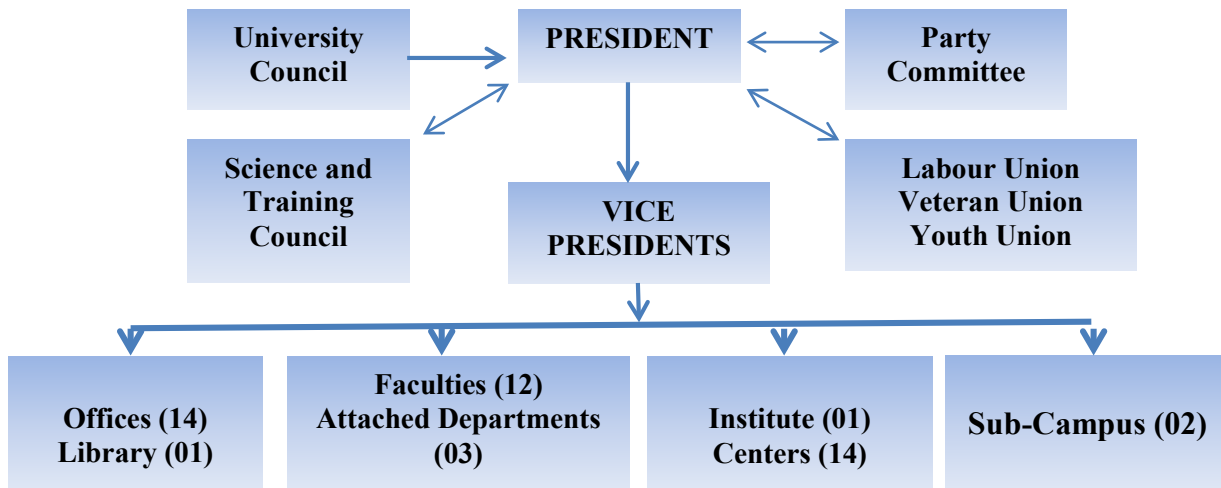 University
Council
PRESIDENT
Party
Committee
Science and
Training
Council
VICE
PRESIDENTS
Labour Union
Veteran Union
Youth Union
Offices (14)
Library (01)
Faculties (12)
Attached Departments
(03)
Institute (01)
Centers (14)
Sub-Campus (02)